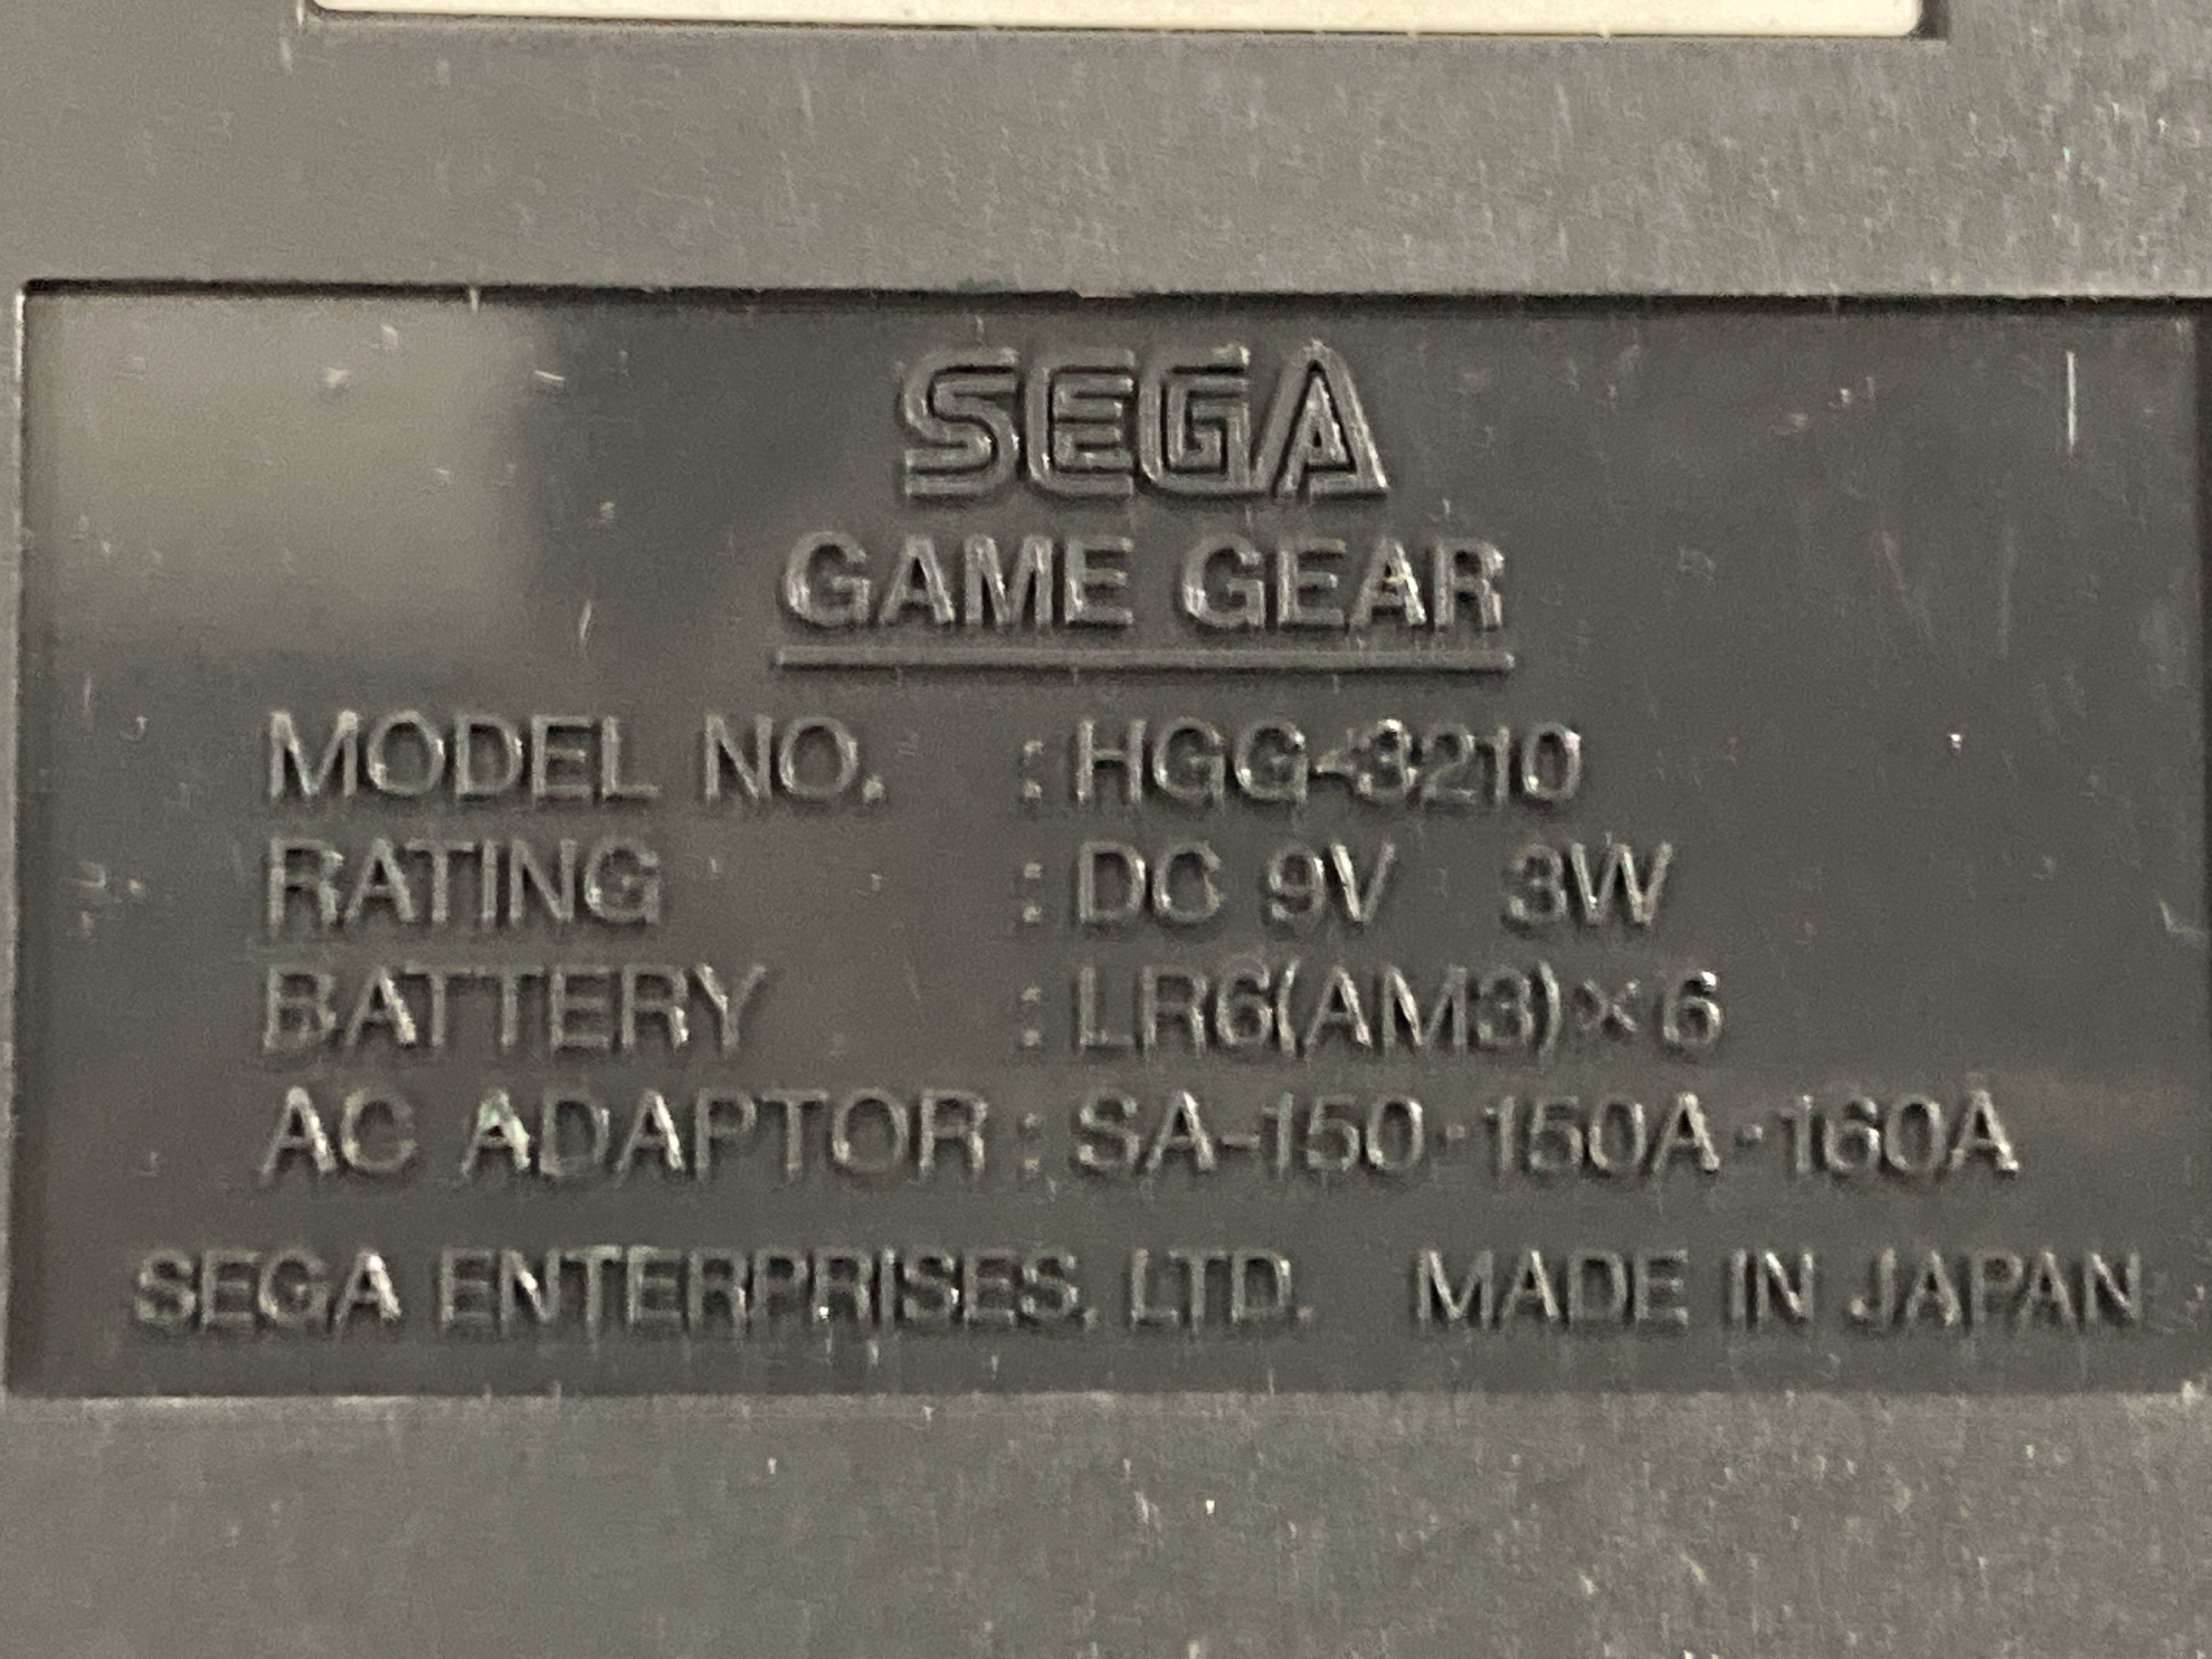 SEGA
GAME GEAR
MODEL NO. : HGG-3210
RATING : DC 9V 3W
BATTERY : LR6(AM3)×6
AC ADAPTOR : SA-150·150A·160A
SEGA ENTERPRISES, LTD. MADE IN JAPAN